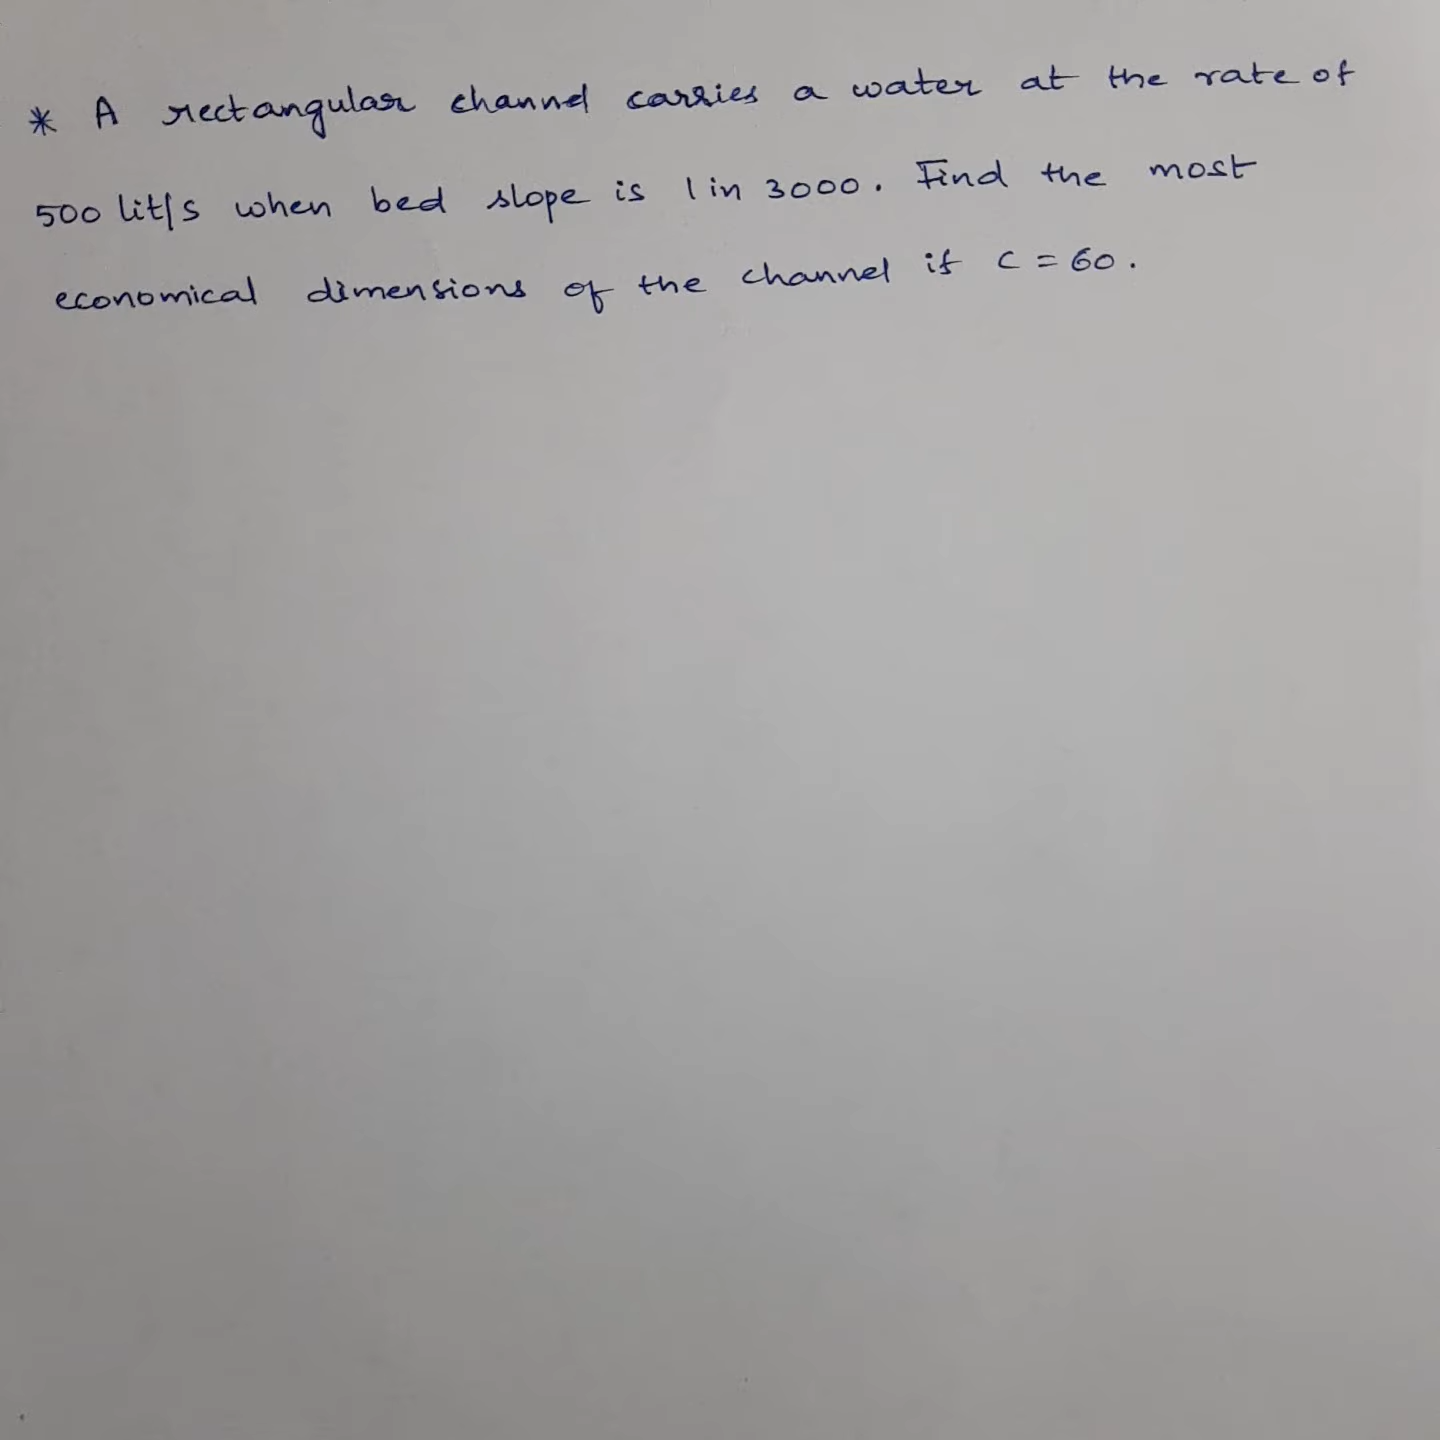 * A rectangular channel carries a water at the rate of
500 lit/s when bed slope is 1 in 3000. Find the most
economical dimensions of the channel if C = 60.